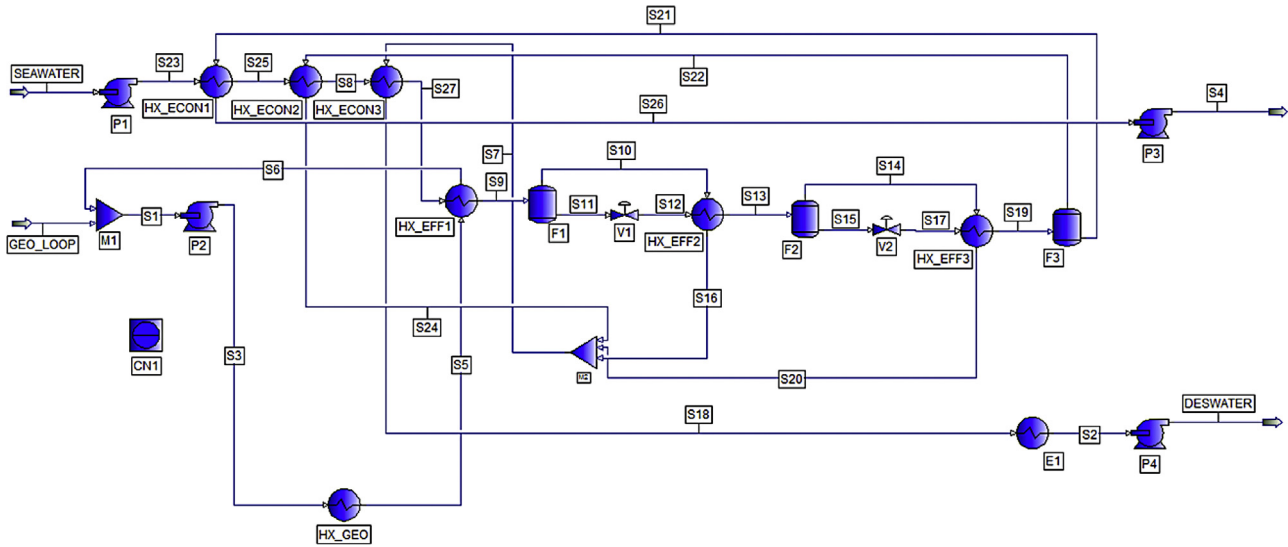 S21
S23
S25
S22
SEAWATER
S8
S27
HX_ECON1
HX_ECON2
HX_ECON3
S26
S4
P1
P3
S7
S10
S14
S6
S9
S11
S12
S13
S15
S17
S19
S1
GEO_LOOP
M1
P2
HX_EFF1
F1
V1
HX_EFF2
F2
V2
HX_EFF3
F3
S16
S24
S3
S5
CN1
M2
S20
DESWATER
S18
S2
E1
P4
HX_GEO